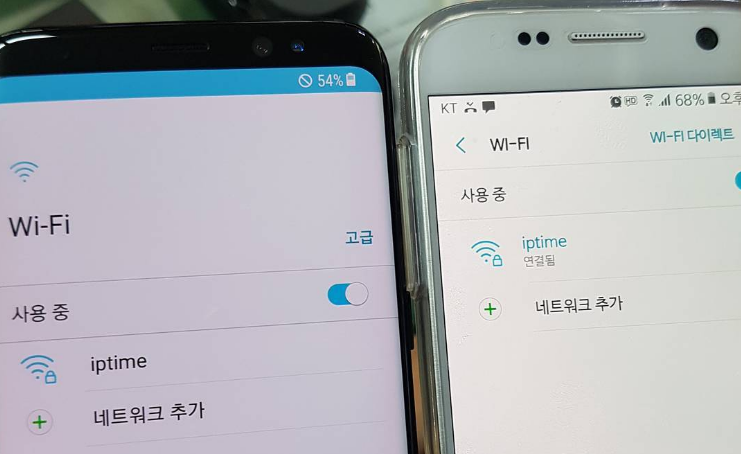 54%
Wi-Fi
고급
사용 중
iptime
네트워크 추가
KT
HD
68%
오후
WI-FI
WI-FI 다이렉트
사용 중
iptime
연결됨
네트워크 추가